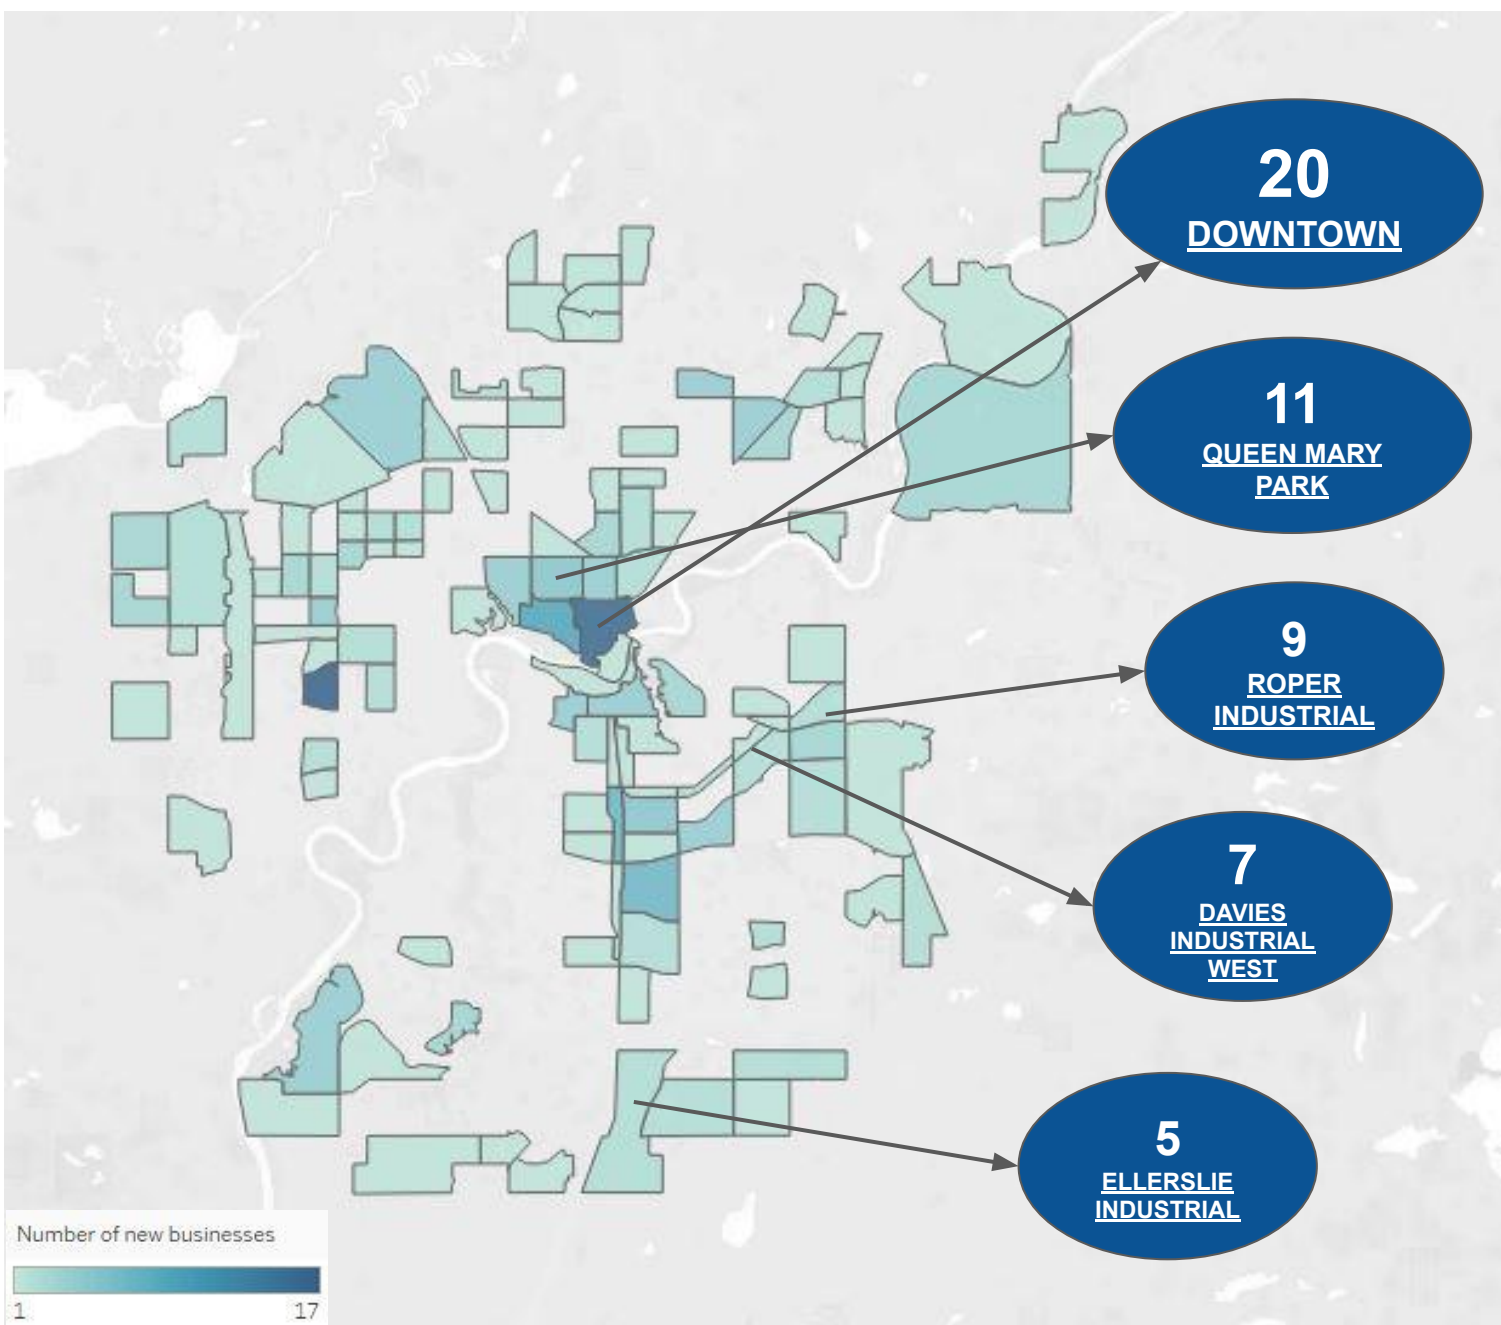 20
DOWNTOWN
11
QUEEN MARY
PARK
9
ROPER
INDUSTRIAL
7
DAVIES
INDUSTRIAL
WEST
5
ELLERSLIE
INDUSTRIAL
Number of new businesses
1 17